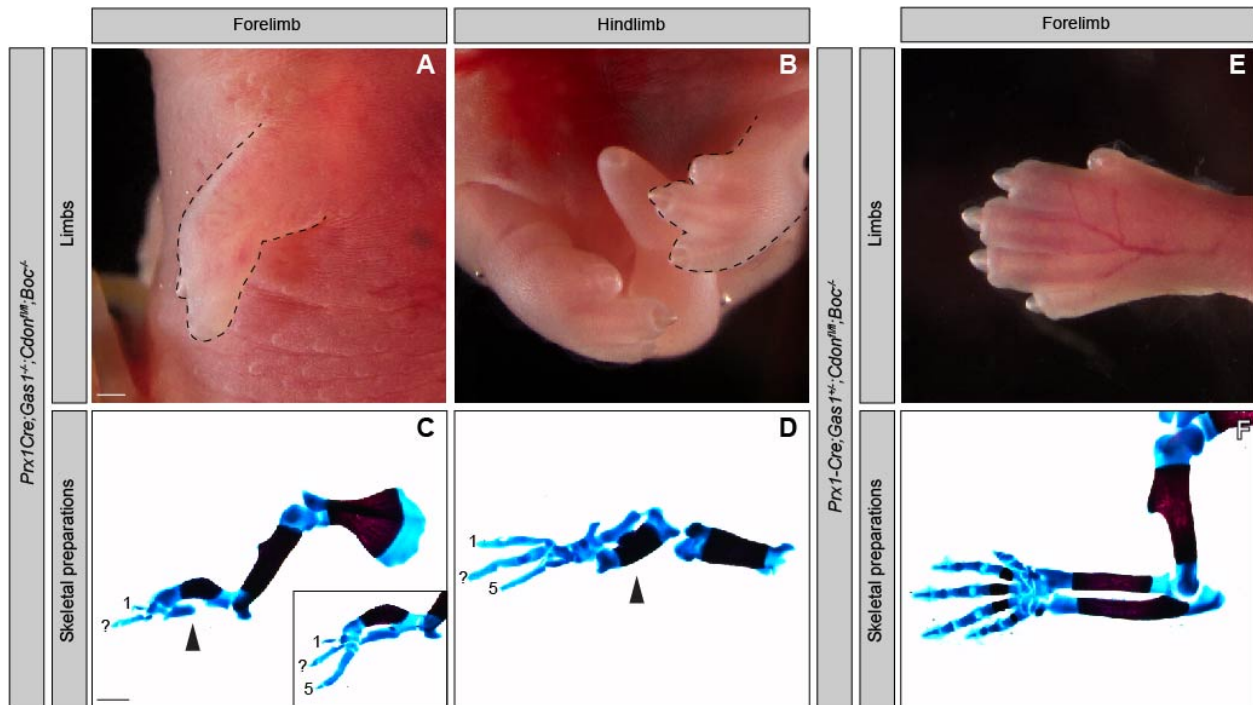 Forelimb
Hindlimb
Forelimb
Prx1Cre;Gas1-/-;Cdonfl/fl;Boc-/-
Limbs
A
B
Prx1-Cre;Gas1+/-;Cdonfl/fl;Boc-/-
Limbs
E
Skeletal preparations
C
1
?
1
?
5
D
1
?
5
Skeletal preparations
F